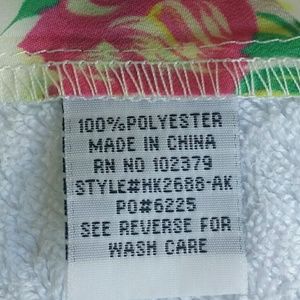 100%POLYESTER
MADE IN CHINA
RN NO 102379
STYLE#HK2688-AK
PO#6225
SEE REVERSE FOR
WASH CARE